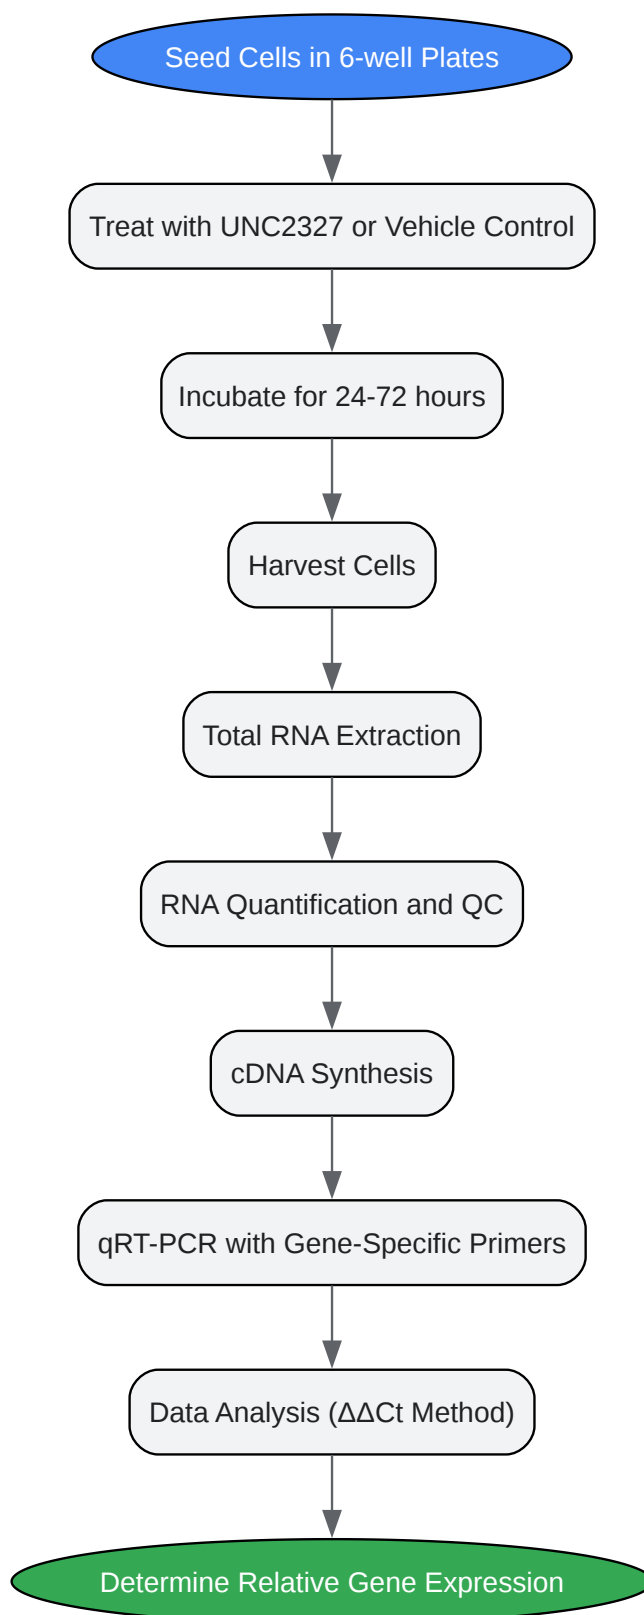 Seed Cells in 6-well Plates
Treat with UNC2327 or Vehicle Control
Incubate for 24-72 hours
Harvest Cells
Total RNA Extraction
RNA Quantification and QC
cDNA Synthesis
qRT-PCR with Gene-Specific Primers
Data Analysis (ΔΔCt Method)
Determine Relative Gene Expression